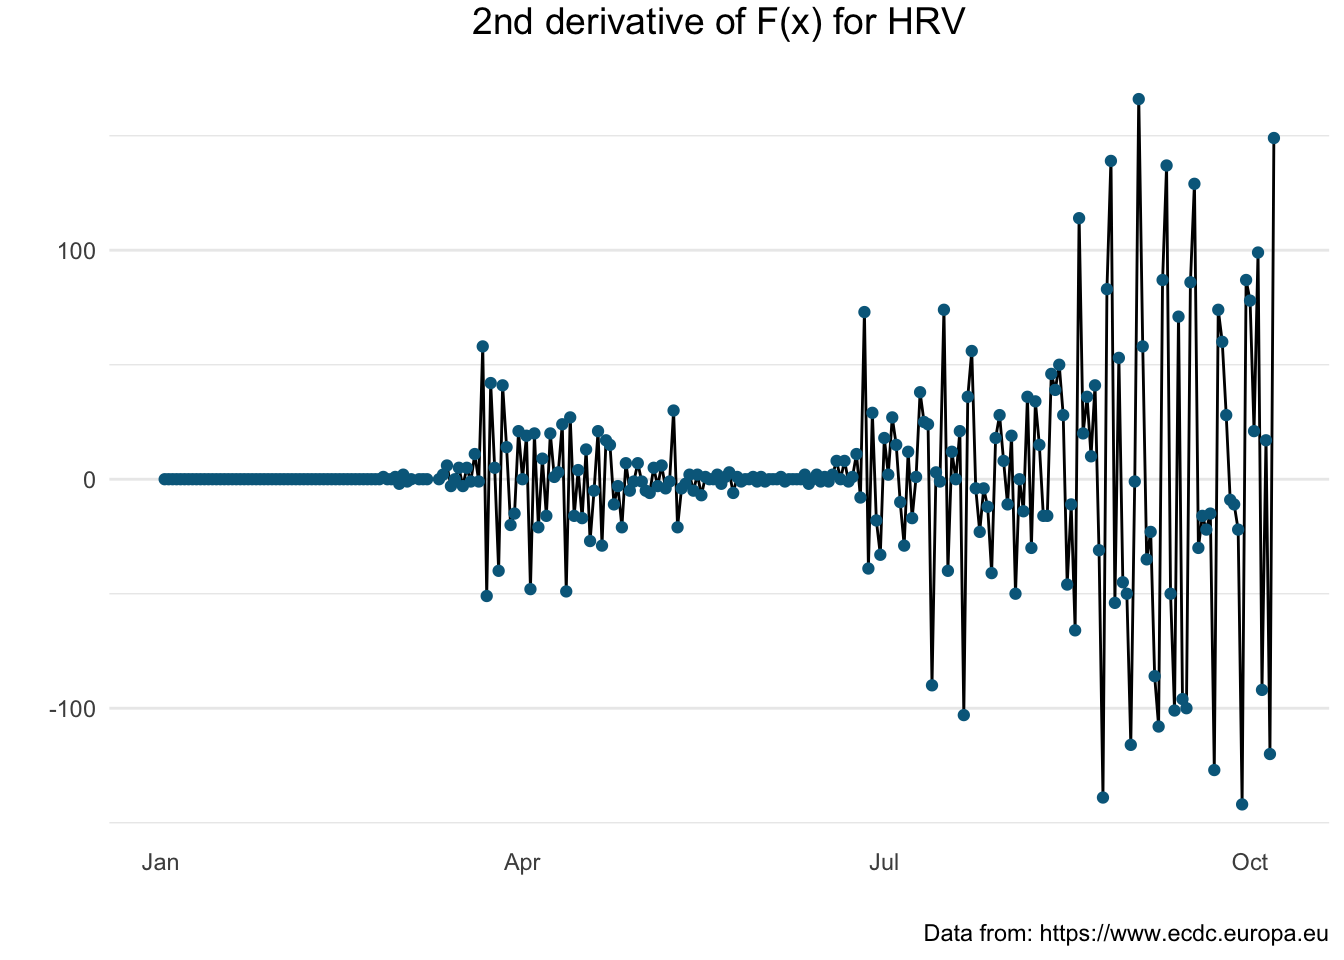 2nd derivative of F(x) for HRV
100
0
-100
Jan Apr Jul Oct
Data from: https://www.ecdc.europa.eu